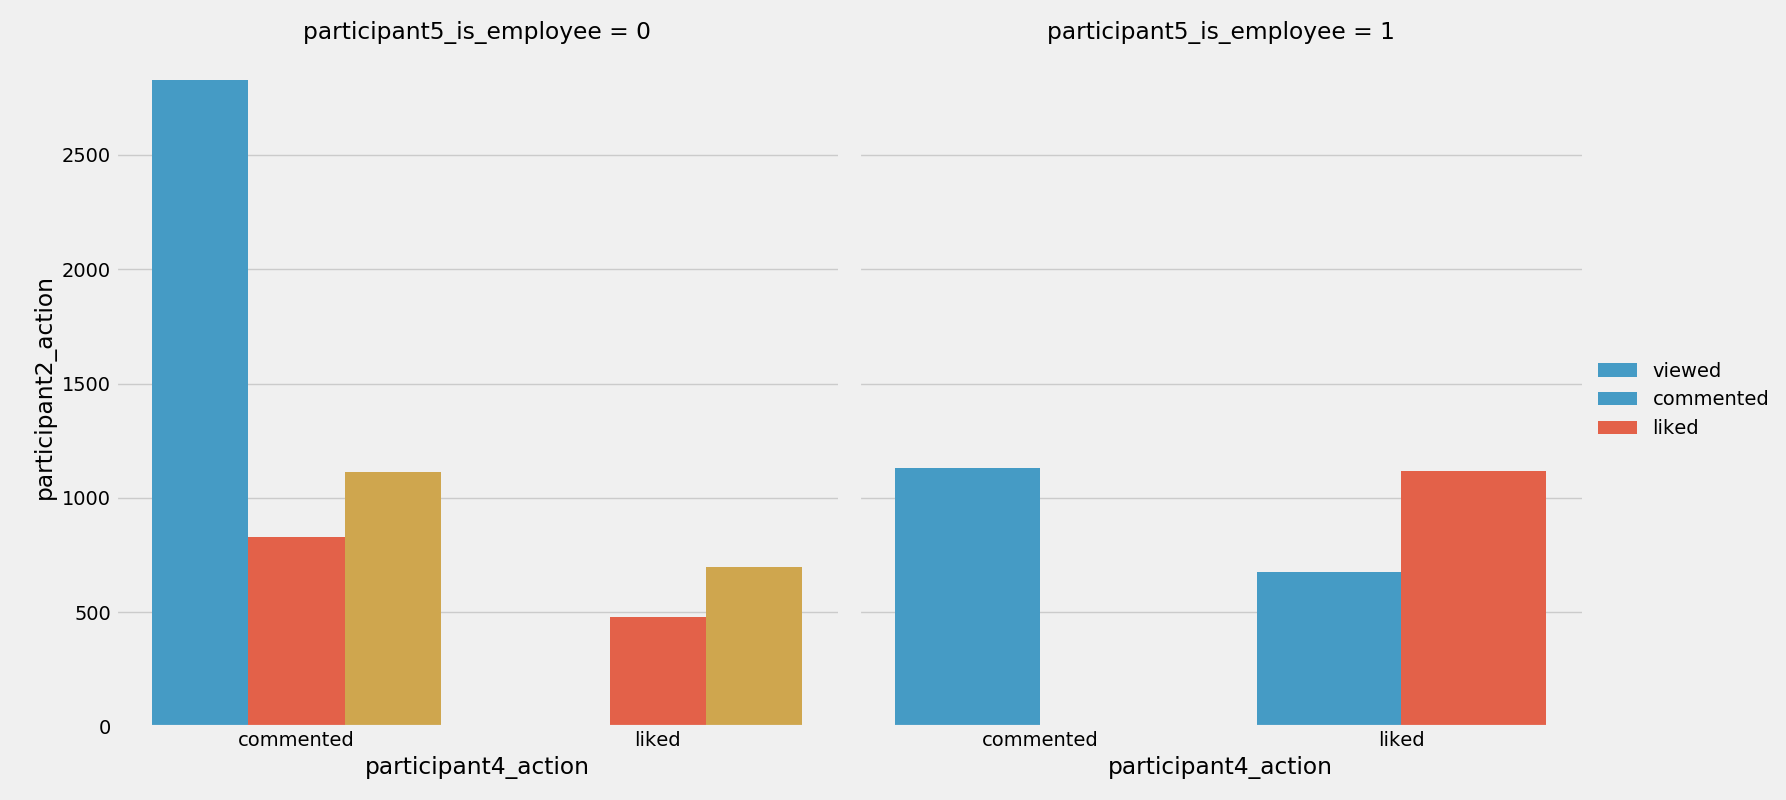 participant5_is_employee = 0
participant5_is_employee = 1
participant2_action
2500
2000
1500
1000
500
0
commented
liked
participant4_action
commented
liked
participant4_action
viewed
commented
liked